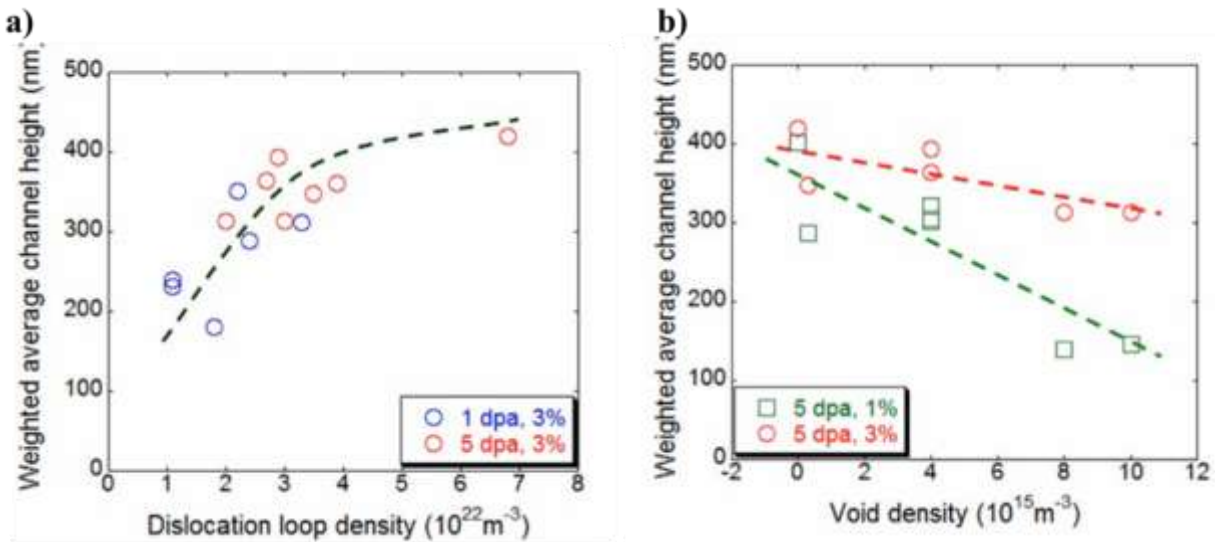 a)
b)
Weighted average channel height (nm)
500
400
300
200
100
0
0 1 2 3 4 5 6 7 8
Dislocation loop density (10²²m⁻³)
1 dpa, 3%
5 dpa, 3%
Weighted average channel height (nm)
500
400
300
200
100
0
-2 0 2 4 6 8 10 12
Void density (10¹⁵m⁻³)
5 dpa, 1%
5 dpa, 3%